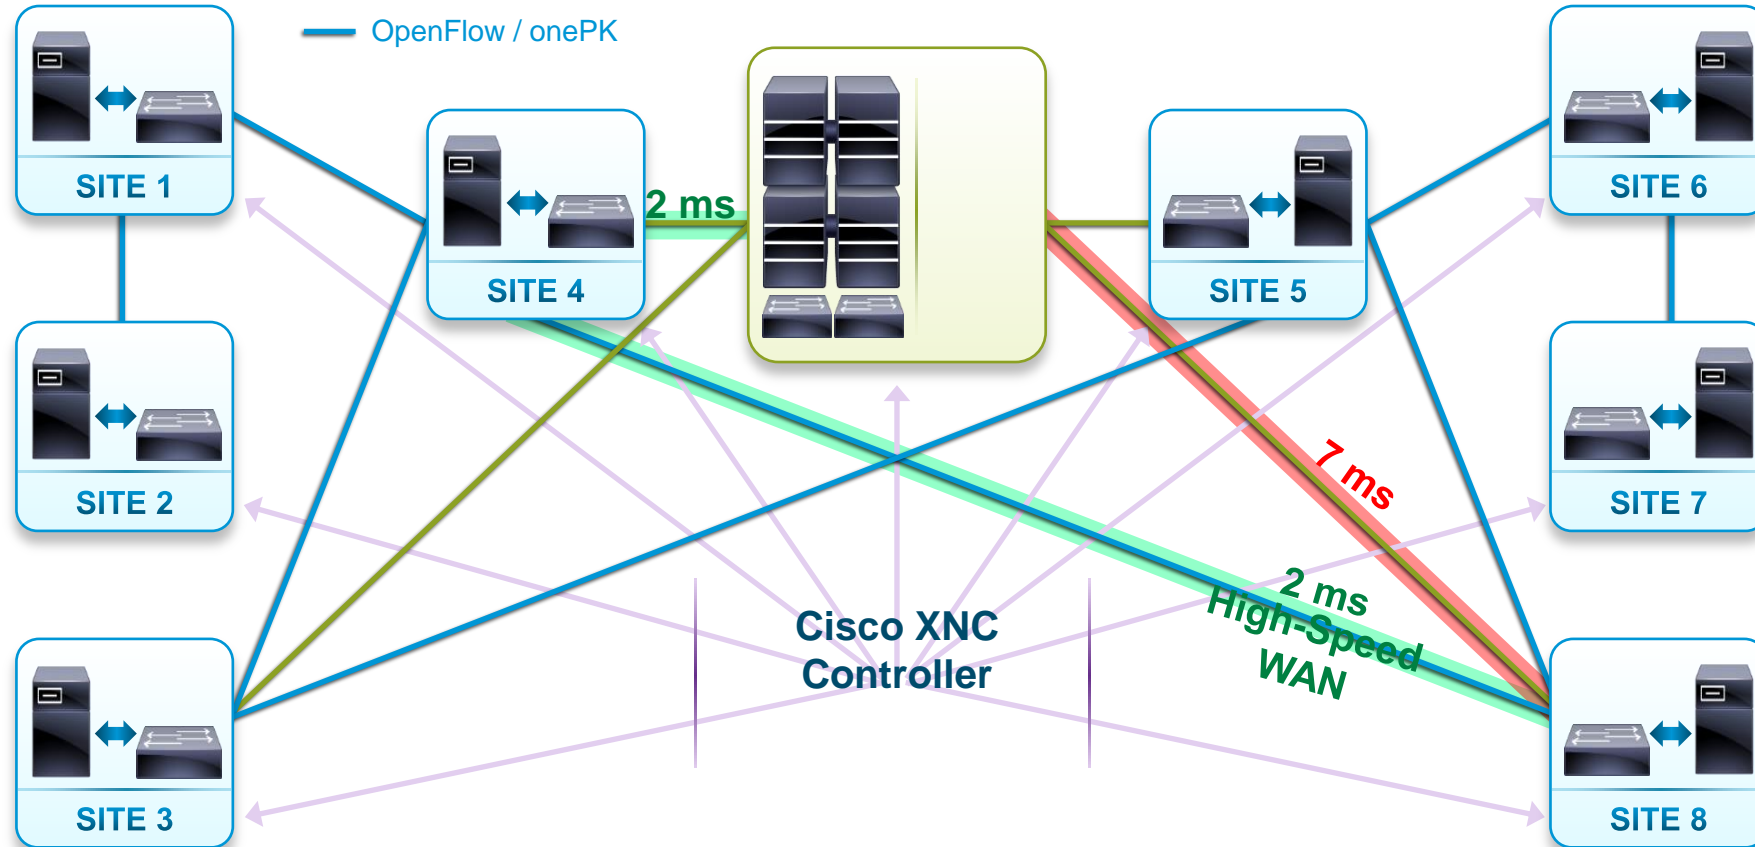 OpenFlow / onePK
SITE 1
SITE 6
2 ms
SITE 4
SITE 5
SITE 2
SITE 7
7 ms
2 ms
High-Speed
WAN
Cisco XNC
Controller
SITE 3
SITE 8